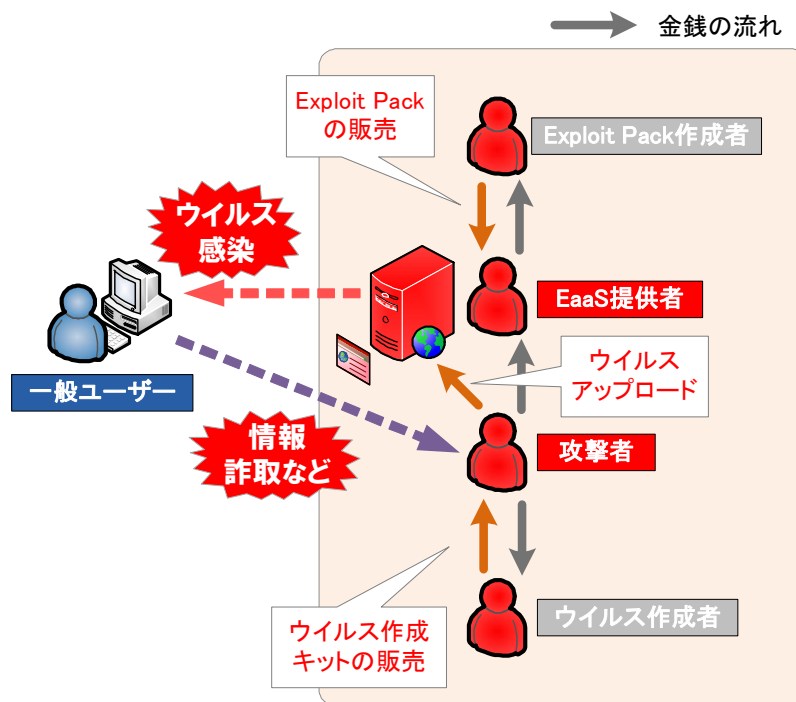 金銭の流れ
Exploit Pack
の販売
Exploit Pack作成者
ウイルス
感染
EaaS提供者
ウイルス
アップロード
一般ユーザー
情報
詐取など
攻撃者
ウイルス作成
キットの販売
ウイルス作成者